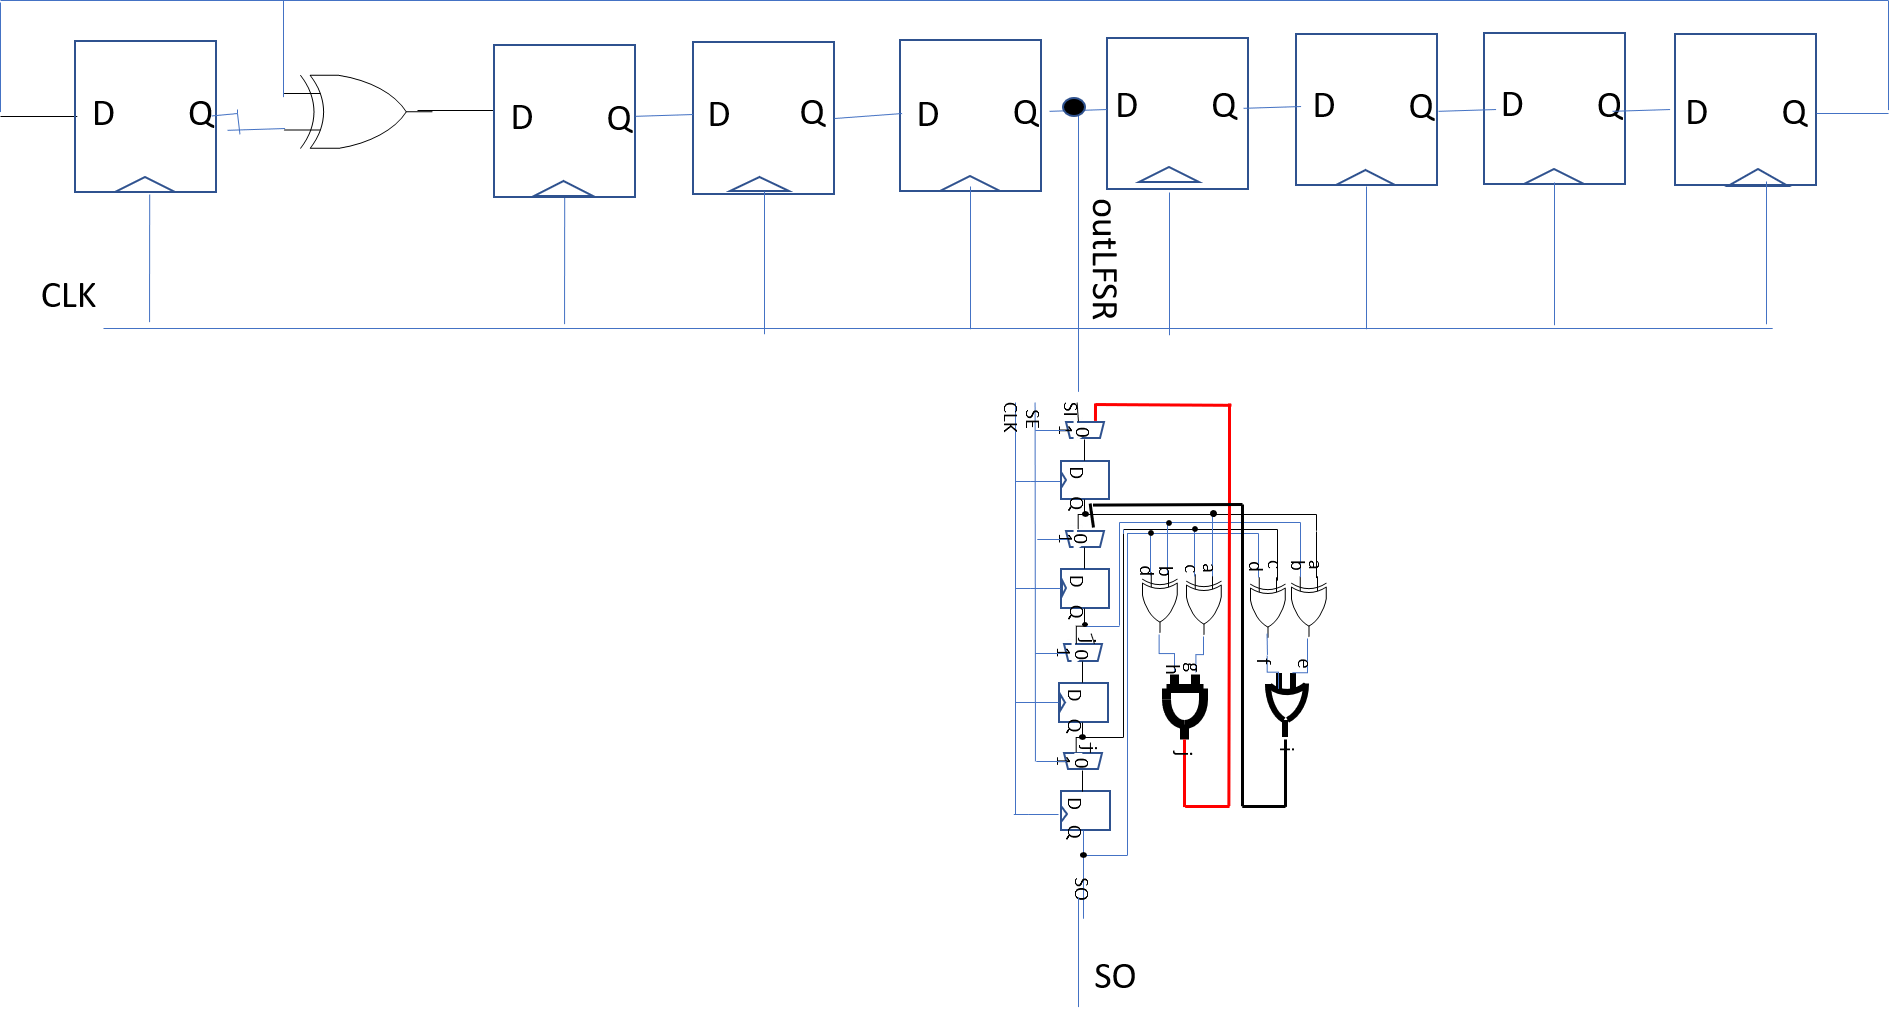 D Q D Q D Q D Q D Q D Q D Q D Q
outLFSR
CLK
CLK SE SI
1 0
D
Q
1 0
D
Q
d b c a d c b a
j
1 0
h g f e
D
Q
j i
1 0
D
Q
SO
SO